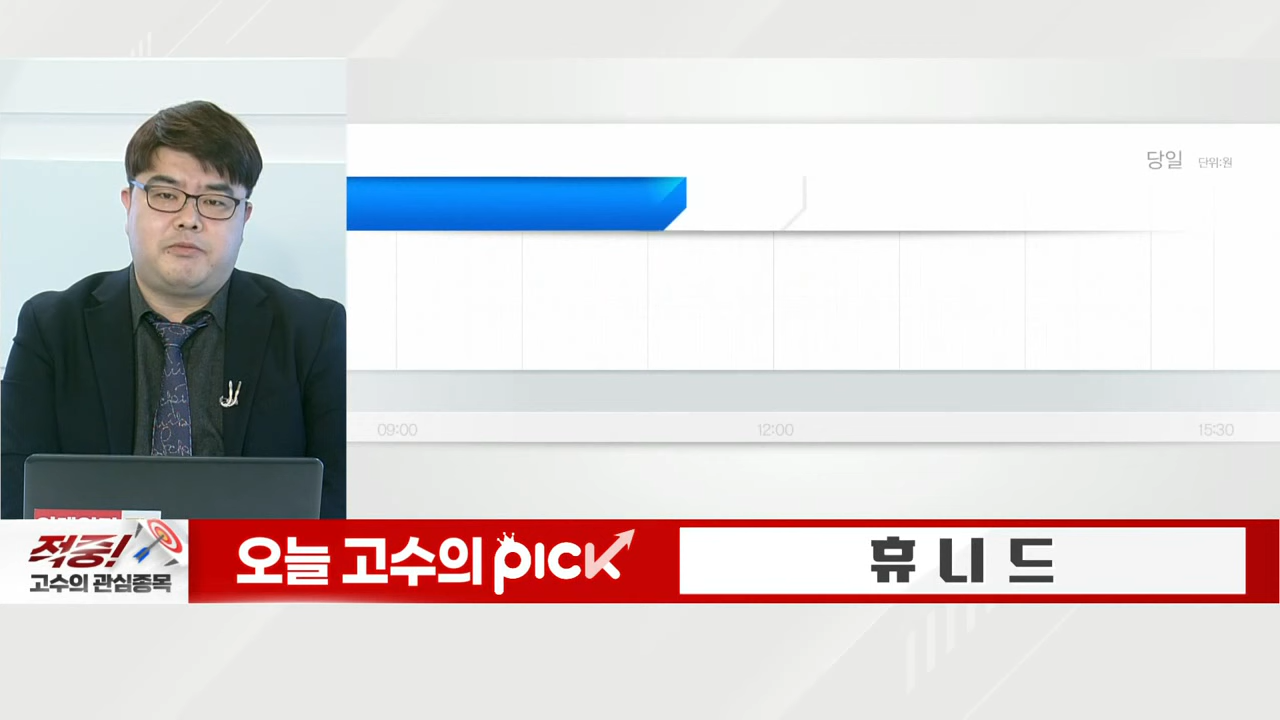 당일 단위:원
09:00 12:00 15:30
적중!
고수의 관심종목
오늘 고수의 pick
휴니드